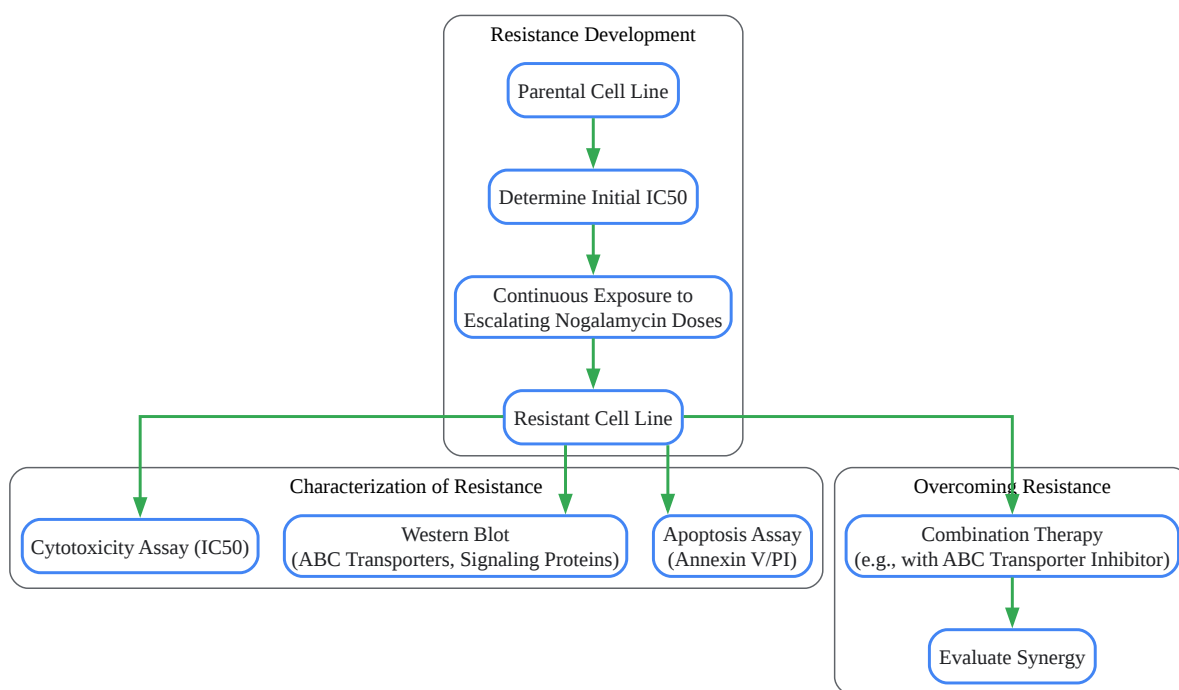 Resistance Development
Parental Cell Line
Determine Initial IC50
Continuous Exposure to
Escalating Nogalamycin Doses
Resistant Cell Line
Characterization of Resistance
Cytotoxicity Assay (IC50)
Western Blot
(ABC Transporters, Signaling Proteins)
Apoptosis Assay
(Annexin V/PI)
Overcoming Resistance
Combination Therapy
(e.g., with ABC Transporter Inhibitor)
Evaluate Synergy